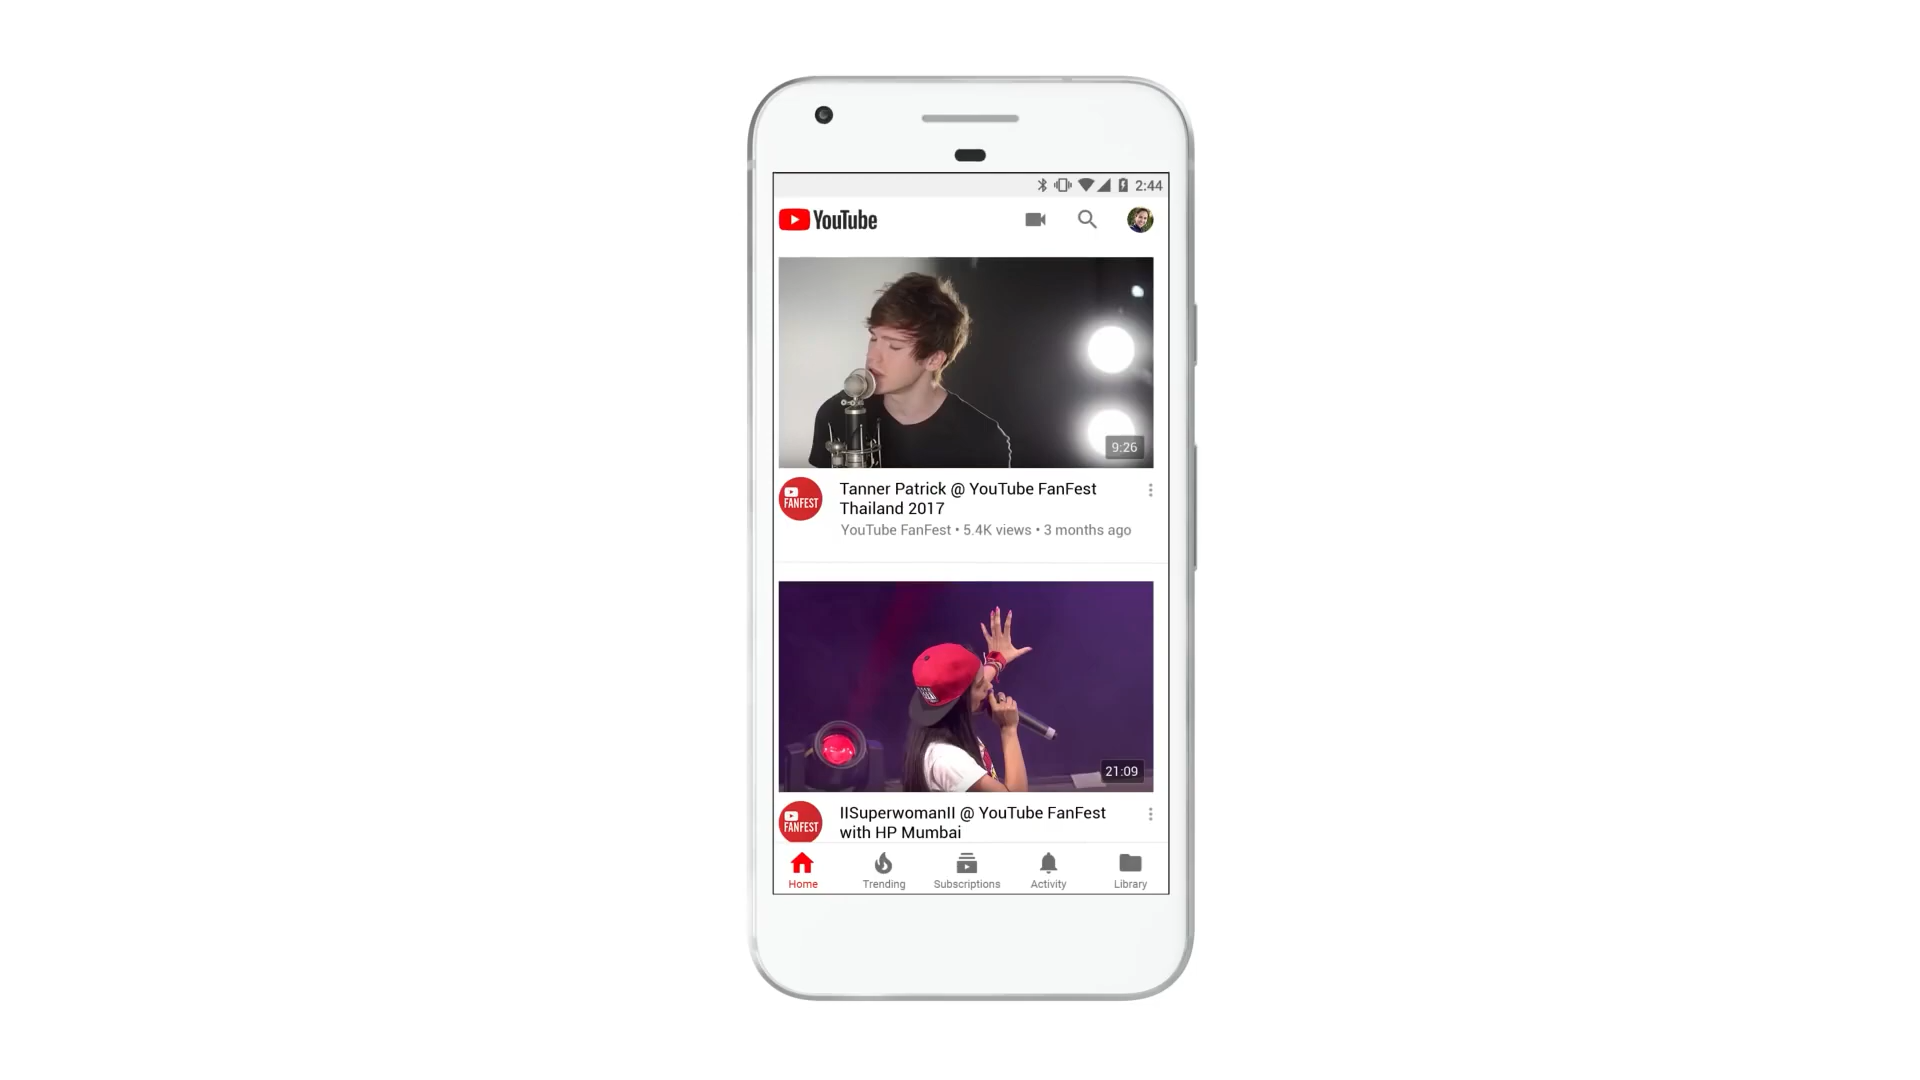 2:44
YouTube
9:26
FANFEST
Tanner Patrick @ YouTube FanFest
Thailand 2017
YouTube FanFest • 5.4K views • 3 months ago
21:09
FANFEST
IISuperwomanII @ YouTube FanFest
with HP Mumbai
Home
Trending
Subscriptions
Activity
Library